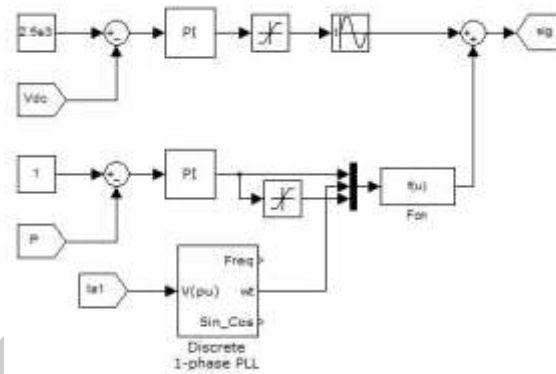 2.5e3
PI
sig
Vdc
1
PI
f(u)
Fcn
P
Freq
Ia1
V(pu)
wt
Sin_Cos
Discrete
1-phase PLL